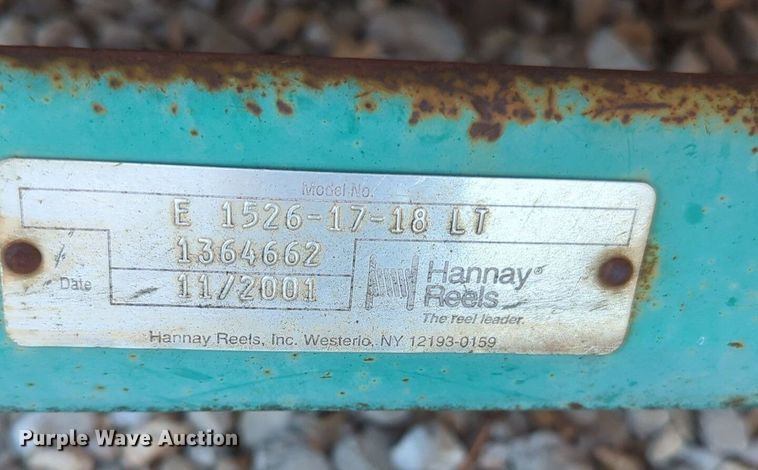 Model No.
E 1526-17-18 LT
1364662
Date 11/2001
Hannay®
Reels
The reel leader.
Hannay Reels, Inc. Westerlo, NY 12193-0159
Purple Wave Auction